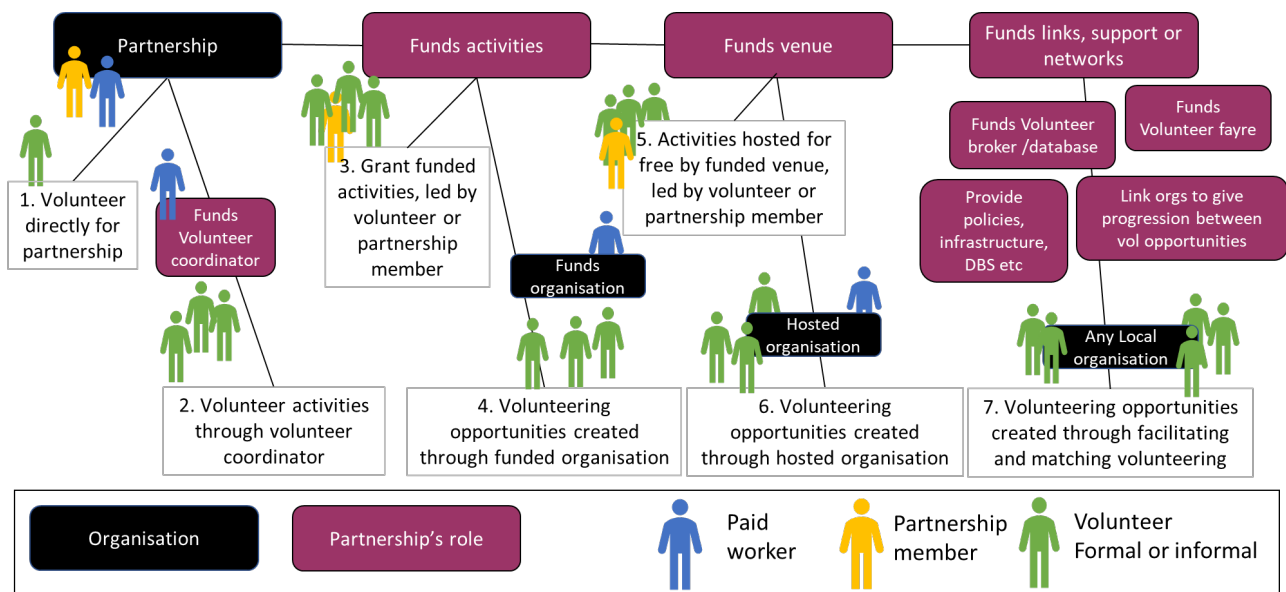 Partnership
Funds activities
Funds venue
Funds links, support or
networks
Funds Volunteer
broker /database
Funds
Volunteer fayre
Provide
policies,
infrastructure,
DBS etc
Link orgs to give
progression between
vol opportunities
1. Volunteer
directly for
partnership
Funds
Volunteer
coordinator
3. Grant funded
activities, led by
volunteer or
partnership
member
5. Activities hosted for
free by funded venue,
led by volunteer or
partnership member
Funds
organisation
Hosted
organisation
Any Local
organisation
2. Volunteer activities
through volunteer
coordinator
4. Volunteering
opportunities created
through funded organisation
6. Volunteering
opportunities created
through hosted organisation
7. Volunteering opportunities
created through facilitating
and matching volunteering
Organisation
Partnership's role
Paid
worker
Partnership
member
Volunteer
Formal or informal